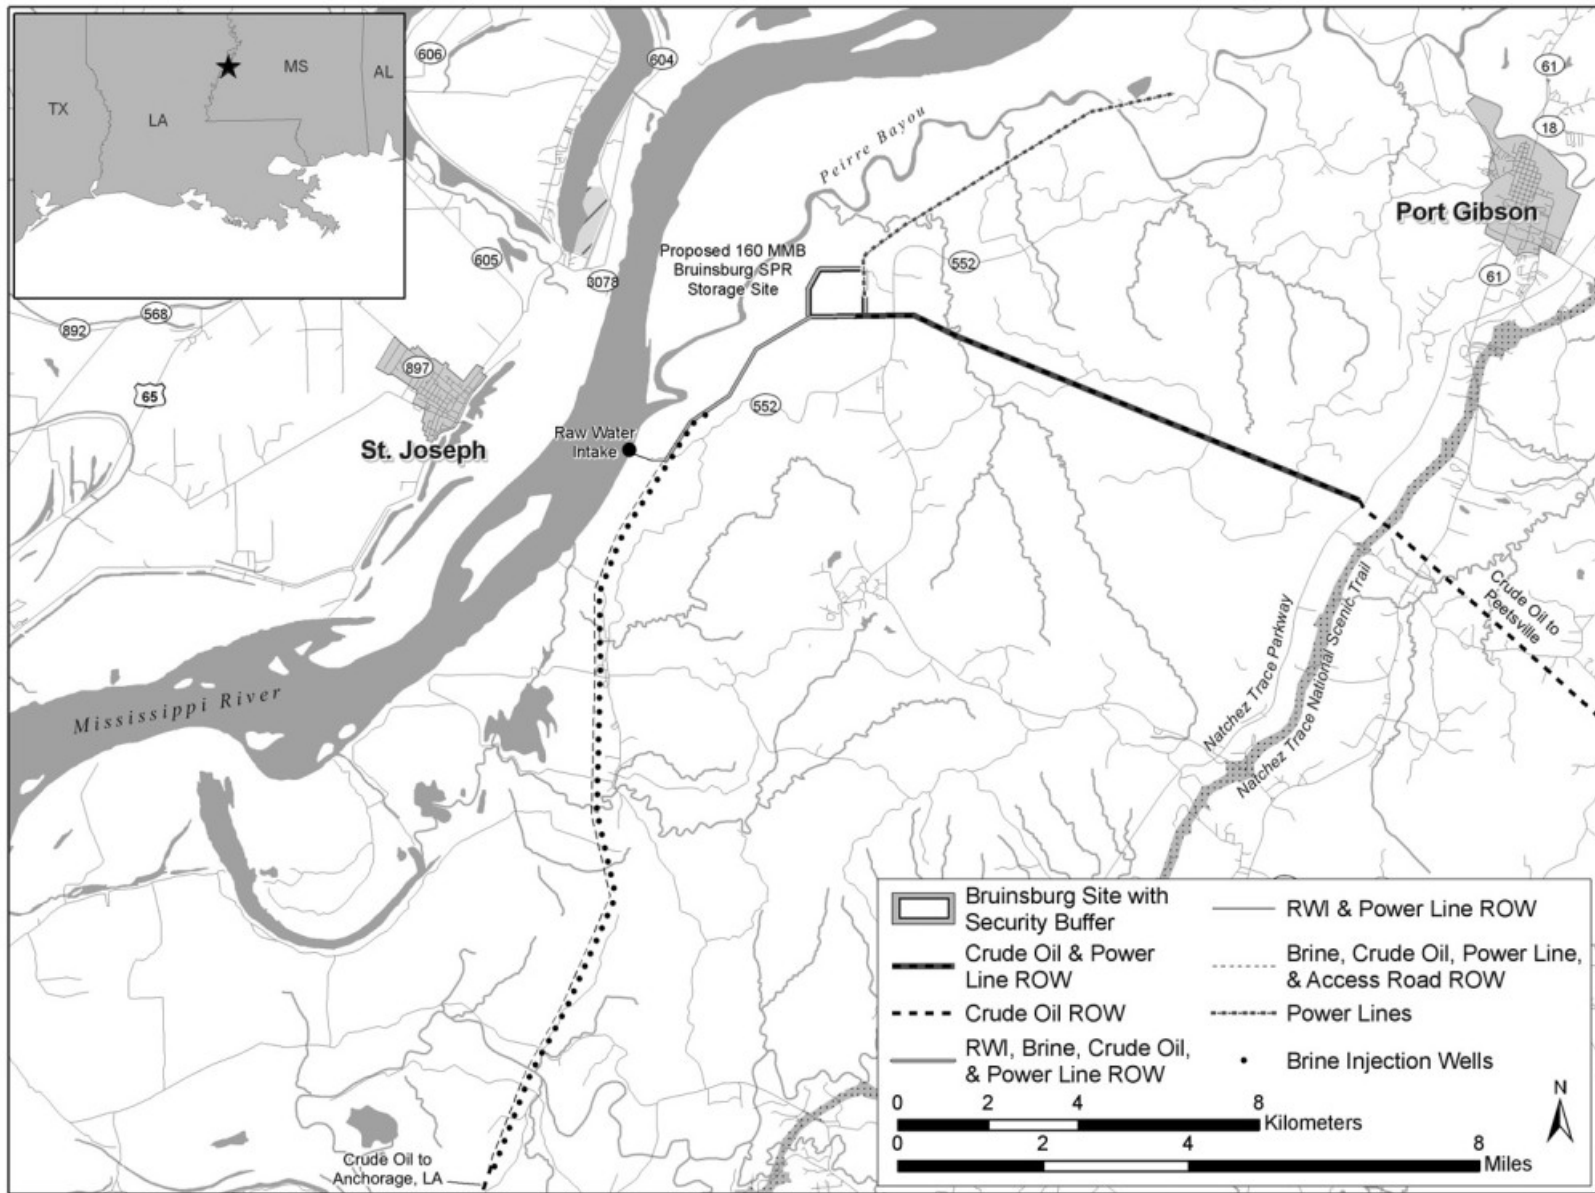 TX
LA
MS
AL
606
604
61
18
Peirre Bayou
Port Gibson
605
3078
Proposed 160 MMB
Bruinsburg SPR
Storage Site
552
61
892
568
897
65
552
St. Joseph
Raw Water
Intake
Crude Oil to
Peetsville
Natchez Trace Parkway
Natchez Trace National Scenic Trail
Mississippi River
Crude Oil to
Anchorage, LA
Bruinsburg Site with
Security Buffer
Crude Oil & Power
Line ROW
Crude Oil ROW
RWI, Brine, Crude Oil,
& Power Line ROW
RWI & Power Line ROW
Brine, Crude Oil, Power Line,
& Access Road ROW
Power Lines
Brine Injection Wells
N
0 2 4 8
Kilometers
0 2 4 8
Miles